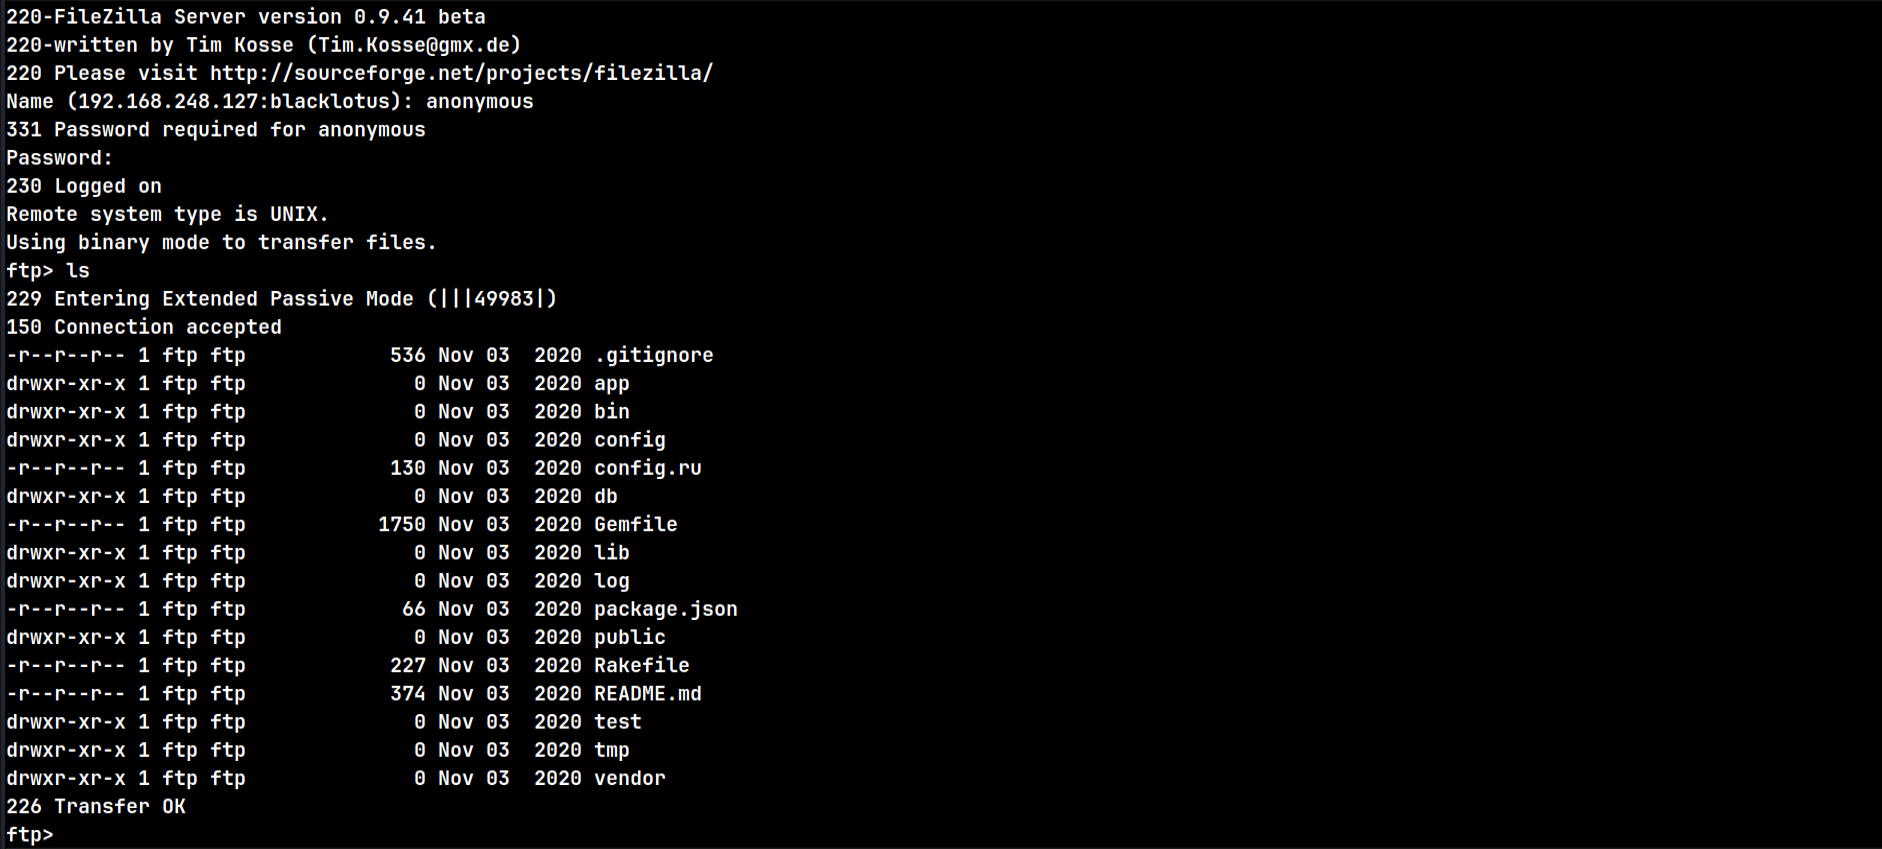 220-FileZilla Server version 0.9.41 beta
220-written by Tim Kosse (Tim.Kosse@gmx.de)
220 Please visit http://sourceforge.net/projects/filezilla/
Name (192.168.248.127:blacklotus): anonymous
331 Password required for anonymous
Password:
230 Logged on
Remote system type is UNIX.
Using binary mode to transfer files.
ftp> ls
229 Entering Extended Passive Mode (|||49983|)
150 Connection accepted
-r--r--r-- 1 ftp ftp            536 Nov 03  2020 .gitignore
drwxr-xr-x 1 ftp ftp              0 Nov 03  2020 app
drwxr-xr-x 1 ftp ftp              0 Nov 03  2020 bin
drwxr-xr-x 1 ftp ftp              0 Nov 03  2020 config
-r--r--r-- 1 ftp ftp            130 Nov 03  2020 config.ru
drwxr-xr-x 1 ftp ftp              0 Nov 03  2020 db
-r--r--r-- 1 ftp ftp           1750 Nov 03  2020 Gemfile
drwxr-xr-x 1 ftp ftp              0 Nov 03  2020 lib
drwxr-xr-x 1 ftp ftp              0 Nov 03  2020 log
-r--r--r-- 1 ftp ftp             66 Nov 03  2020 package.json
drwxr-xr-x 1 ftp ftp              0 Nov 03  2020 public
-r--r--r-- 1 ftp ftp            227 Nov 03  2020 Rakefile
-r--r--r-- 1 ftp ftp            374 Nov 03  2020 README.md
drwxr-xr-x 1 ftp ftp              0 Nov 03  2020 test
drwxr-xr-x 1 ftp ftp              0 Nov 03  2020 tmp
drwxr-xr-x 1 ftp ftp              0 Nov 03  2020 vendor
226 Transfer OK
ftp>